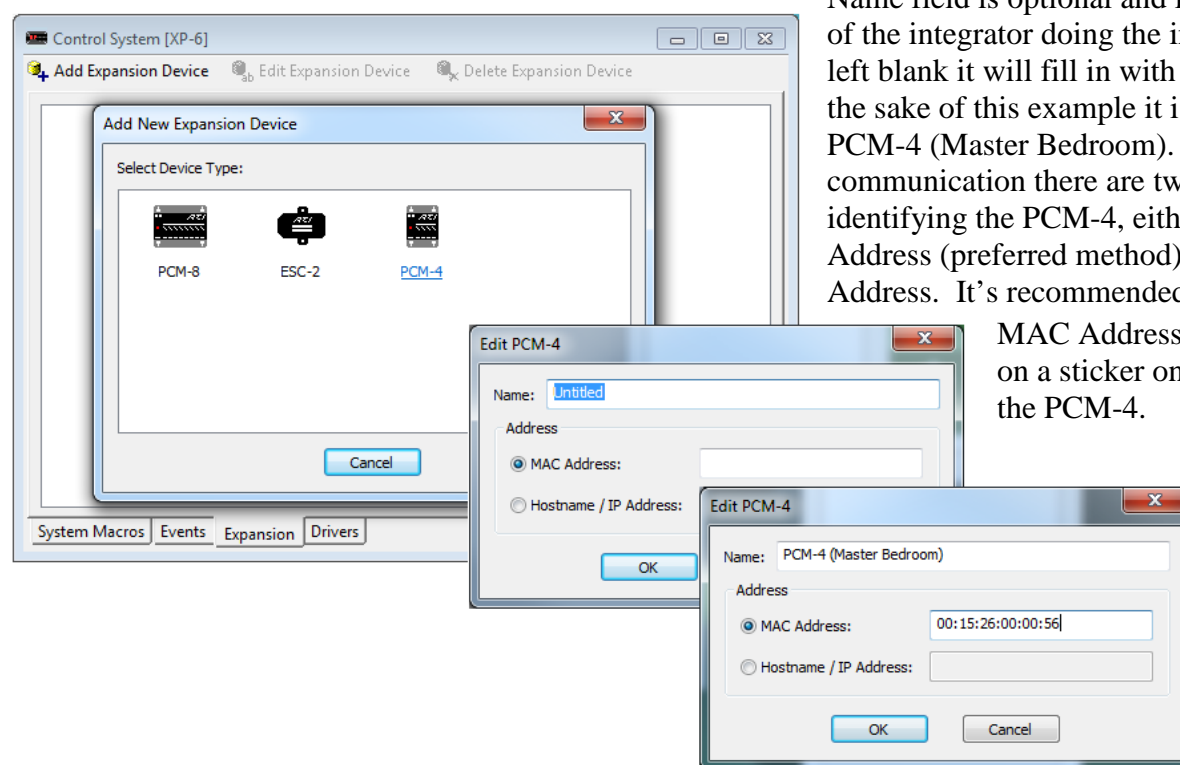 Name field is optional and
of the integrator doing the
left blank it will fill in with
the sake of this example it
PCM-4 (Master Bedroom).
communication there are
identifying the PCM-4,
Address (preferred method)
Address. It's recommended
MAC Address
on a sticker on
the PCM-4.
Control System [XP-6]
Add Expansion Device Edit Expansion Device Delete Expansion Device
Add New Expansion Device
Select Device Type:
RTI RTI RTI
PCM-8 ESC-2 PCM-4
Cancel
System Macros Events Expansion Drivers
Edit PCM-4
Name: Untitled
Address
MAC Address:
Hostname / IP Address:
OK
Edit PCM-4
Name: PCM-4 (Master Bedroom)
Address
MAC Address: 00:15:26:00:00:56
Hostname / IP Address:
OK Cancel